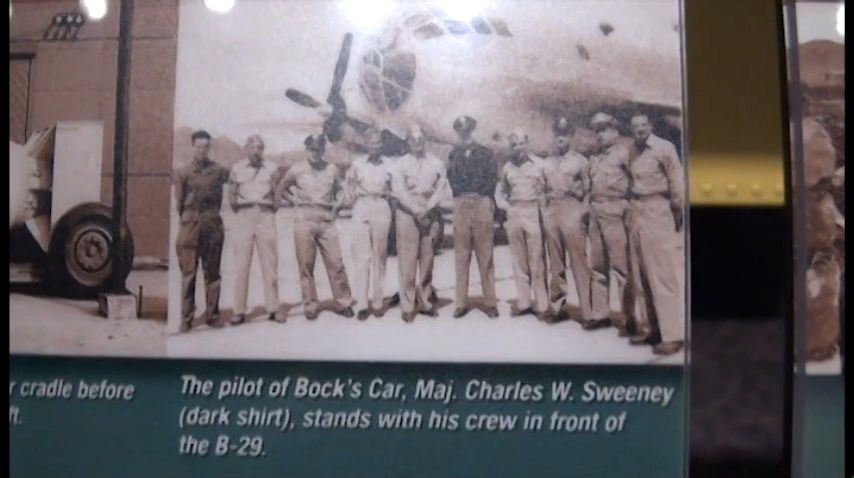 r cradle before
ft.
The pilot of Bock's Car, Maj. Charles W. Sweeney
(dark shirt), stands with his crew in front of
the B-29.